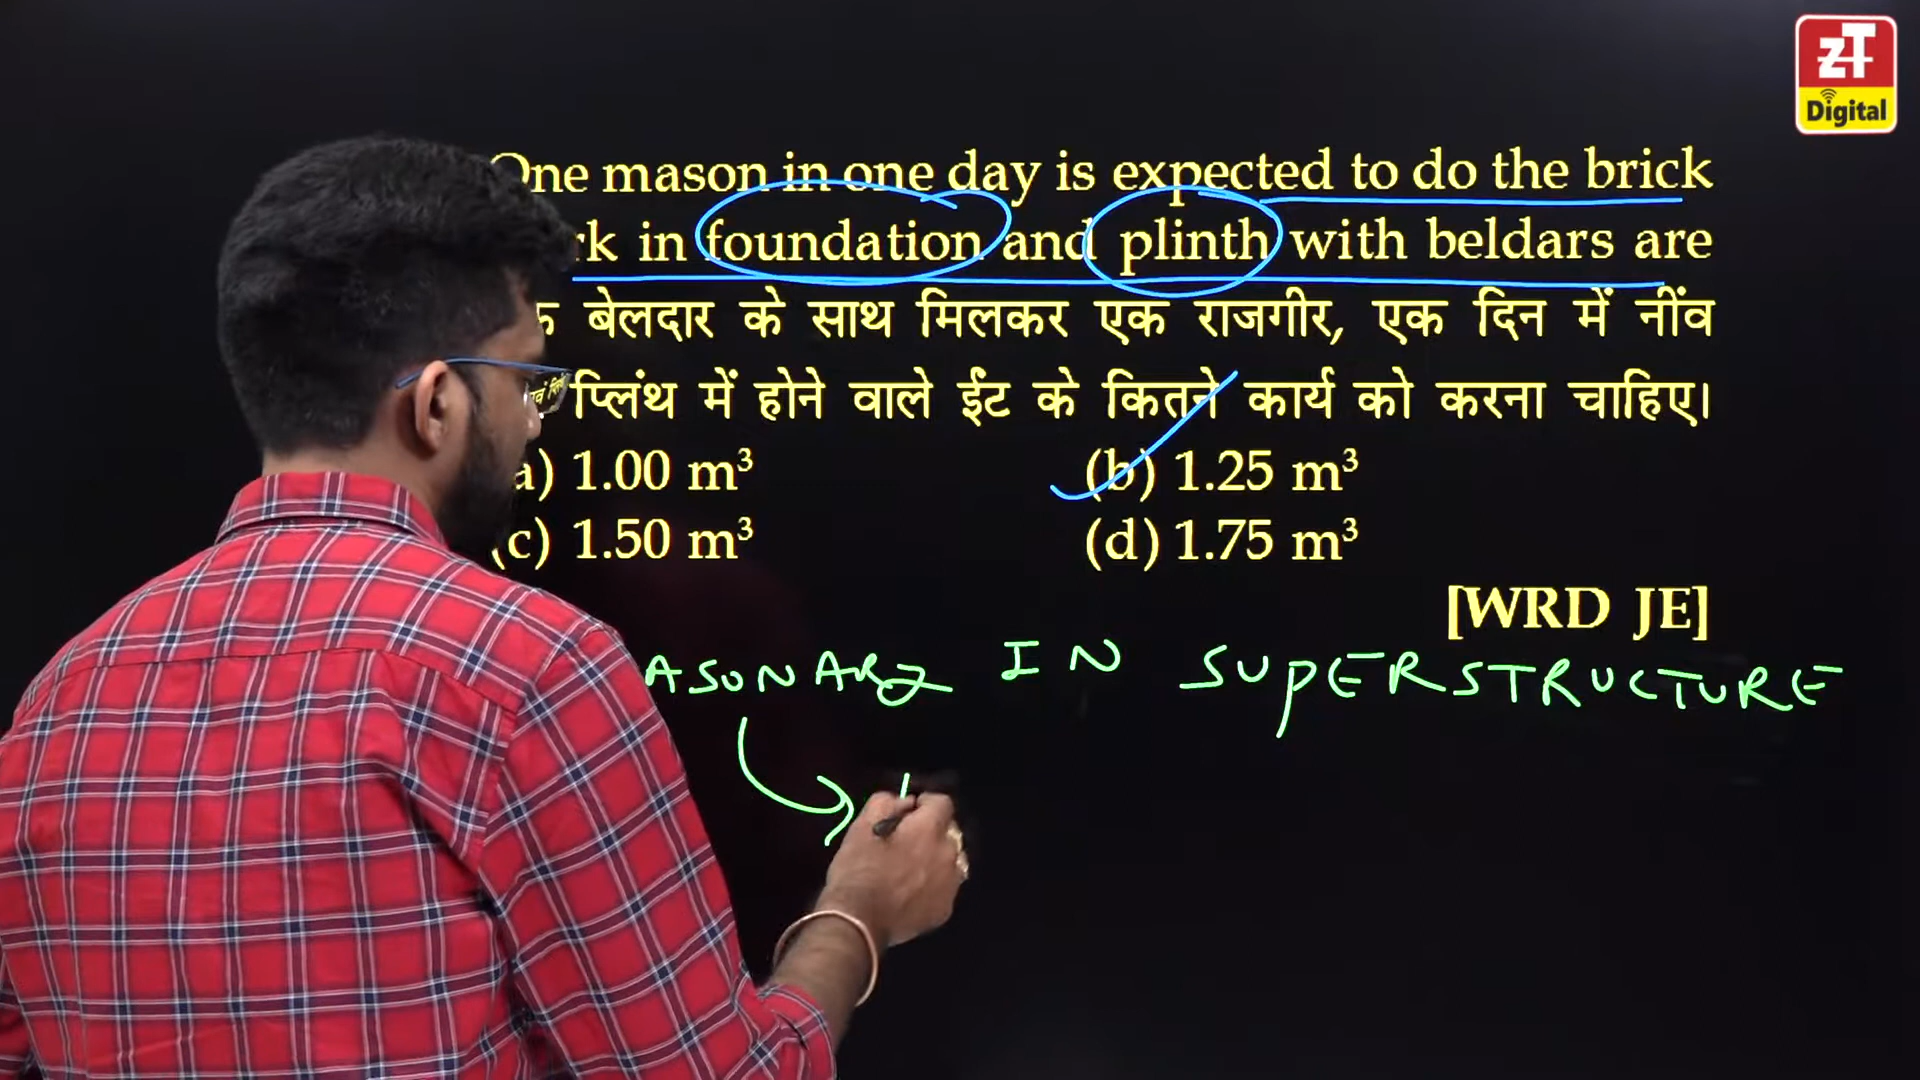 zT
Digital
One mason in one day is expected to do the brick
rk in foundation and plinth with beldars are
बेलदार के साथ मिलकर एक राजगीर, एक दिन में नींव
प्लिंथ में होने वाले ईंट के कितने कार्य को करना चाहिए।
(a) 1.00 m³ (b) 1.25 m³
(c) 1.50 m³ (d) 1.75 m³
[WRD JE]
ASONARY IN SUPERSTRUCTURE